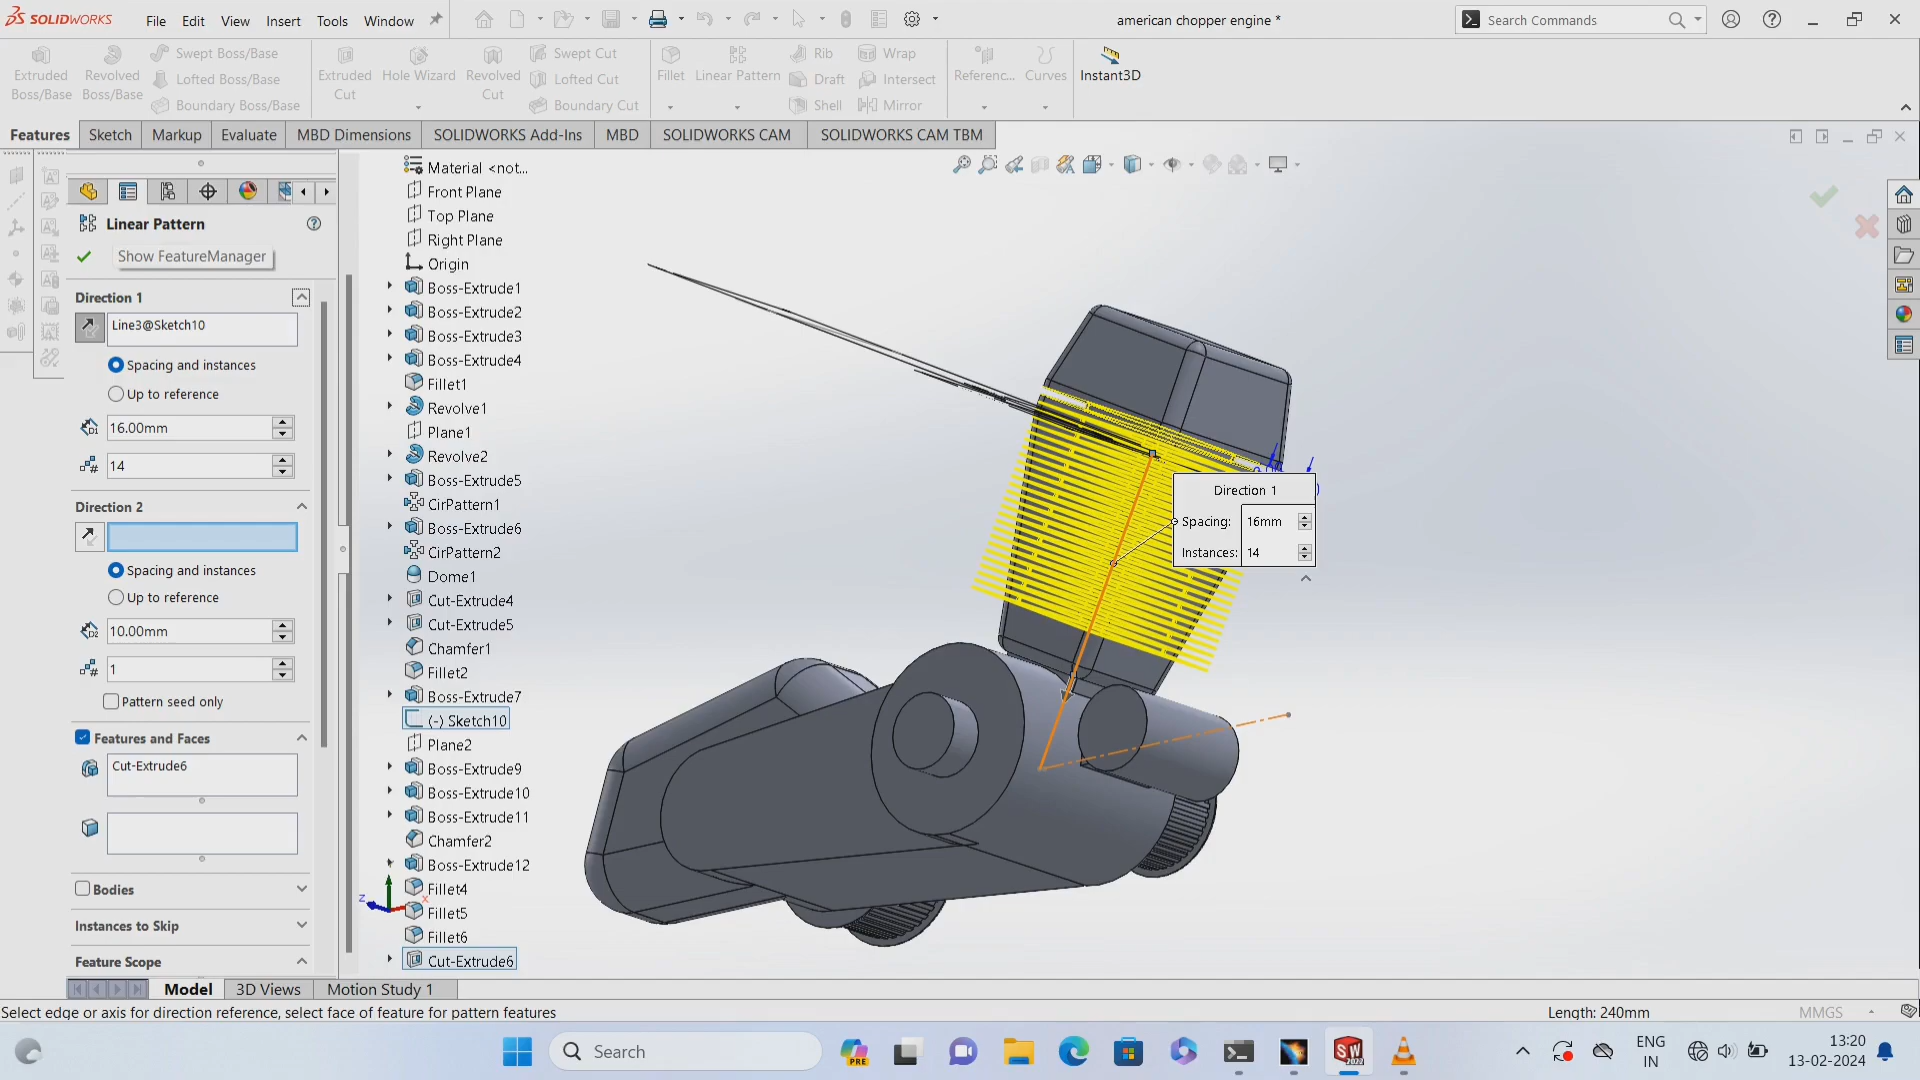 SOLIDWORKS
File
Edit
View
Insert
Tools
Window
american chopper engine *
Search Commands
Extruded Boss/Base
Revolved Boss/Base
Swept Boss/Base
Lofted Boss/Base
Boundary Boss/Base
Extruded Cut
Hole Wizard
Revolved Cut
Swept Cut
Lofted Cut
Boundary Cut
Fillet
Linear Pattern
Rib
Draft
Shell
Wrap
Intersect
Mirror
Referenc...
Curves
Instant3D
Features
Sketch
Markup
Evaluate
MBD Dimensions
SOLIDWORKS Add-Ins
MBD
SOLIDWORKS CAM
SOLIDWORKS CAM TBM
Linear Pattern
Show FeatureManager
Direction 1
Line3@Sketch10
Spacing and instances
Up to reference
D1
16.00mm
14
Direction 2
Spacing and instances
Up to reference
D2
10.00mm
1
Pattern seed only
Features and Faces
Cut-Extrude6
Bodies
Instances to Skip
Feature Scope
Material <not...
Front Plane
Top Plane
Right Plane
Origin
Boss-Extrude1
Boss-Extrude2
Boss-Extrude3
Boss-Extrude4
Fillet1
Revolve1
Plane1
Revolve2
Boss-Extrude5
CirPattern1
Boss-Extrude6
CirPattern2
Dome1
Cut-Extrude4
Cut-Extrude5
Chamfer1
Fillet2
Boss-Extrude7
(-) Sketch10
Plane2
Boss-Extrude9
Boss-Extrude10
Boss-Extrude11
Chamfer2
Boss-Extrude12
Fillet4
Fillet5
Fillet6
Cut-Extrude6
z
x
Direction 1
Spacing: 16mm
Instances: 14
Model
3D Views
Motion Study 1
Select edge or axis for direction reference, select face of feature for pattern features
Length: 240mm
MMGS
Search
PRE
SW
2022
ENG
IN
13:20
13-02-2024